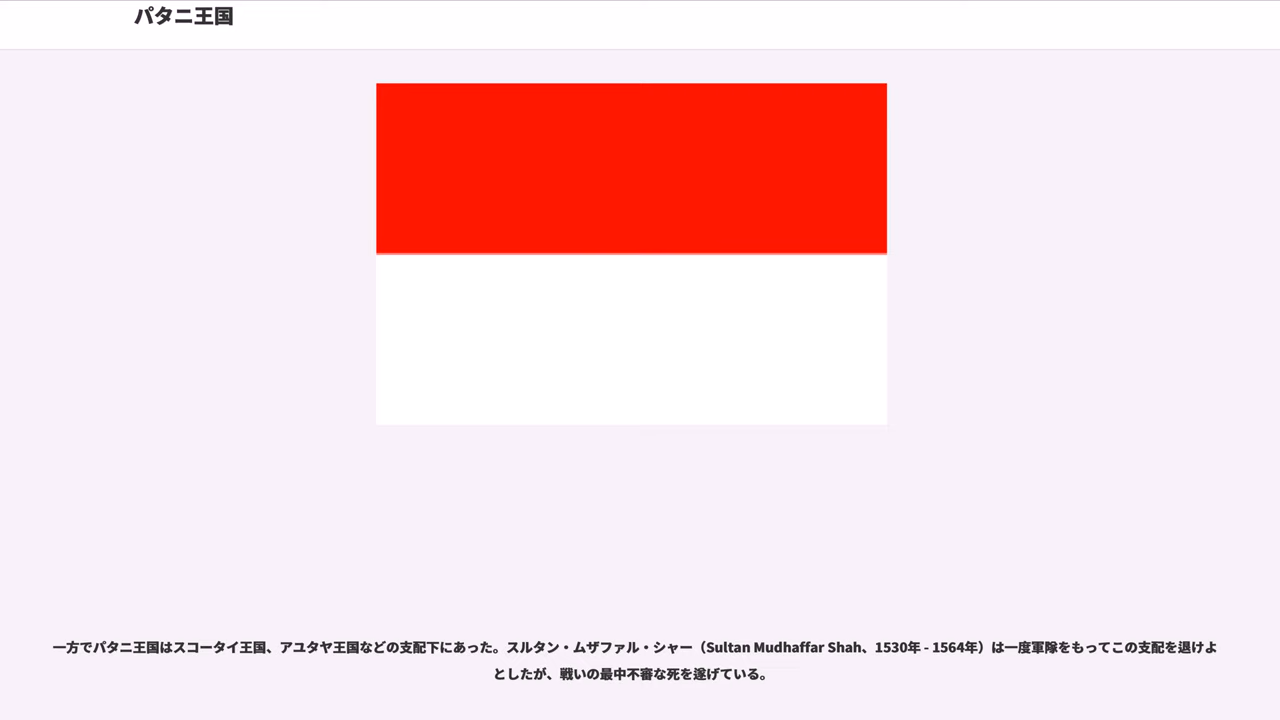 パタニ王国
一方でパタニ王国はスコータイ王国、アユタヤ王国などの支配下にあった。スルタン・ムザファル・シャー（Sultan Mudhaffar Shah、1530年 - 1564年）は一度軍隊をもってこの支配を退けよ
としたが、戦いの最中不審な死を遂げている。